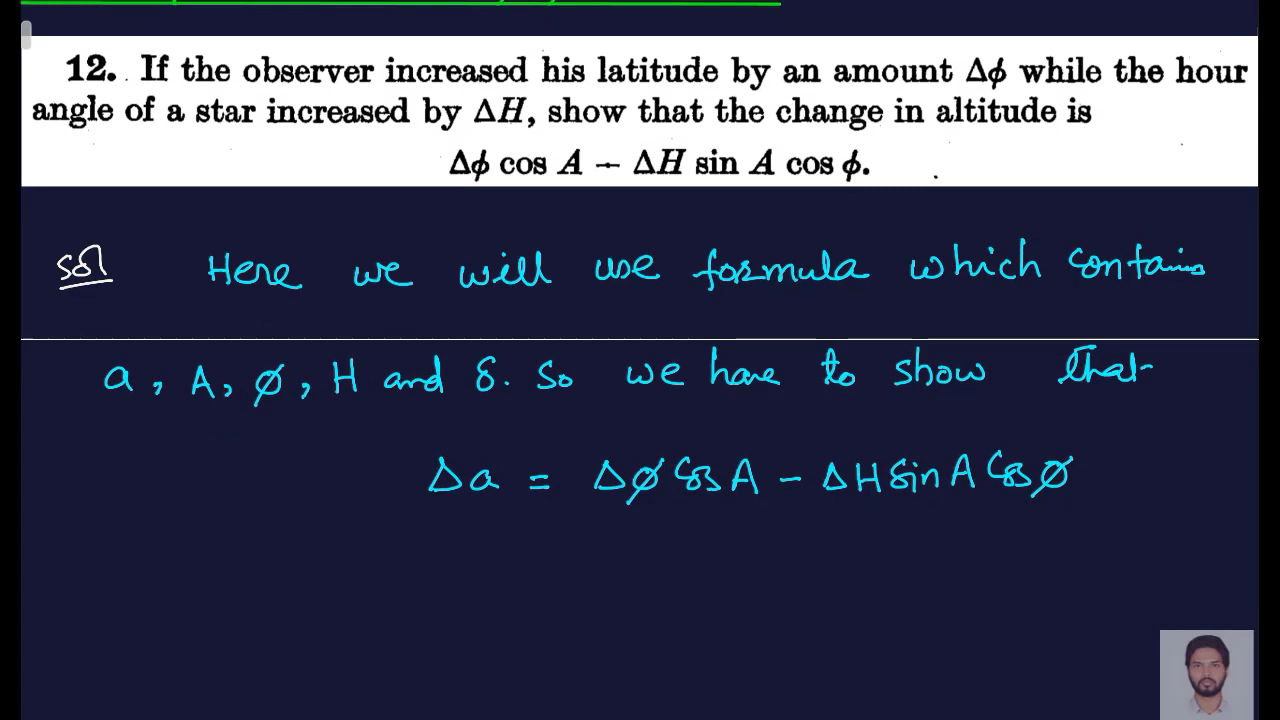 12. If the observer increased his latitude by an amount Δϕ while the hour
angle of a star increased by ΔH, show that the change in altitude is
Δϕ cos A − ΔH sin A cos ϕ.
Sol Here we will use formula which contains
a, A, ϕ, H and δ. So we have to show that
Δa = Δϕ Cos A − ΔH Sin A Cos ϕ